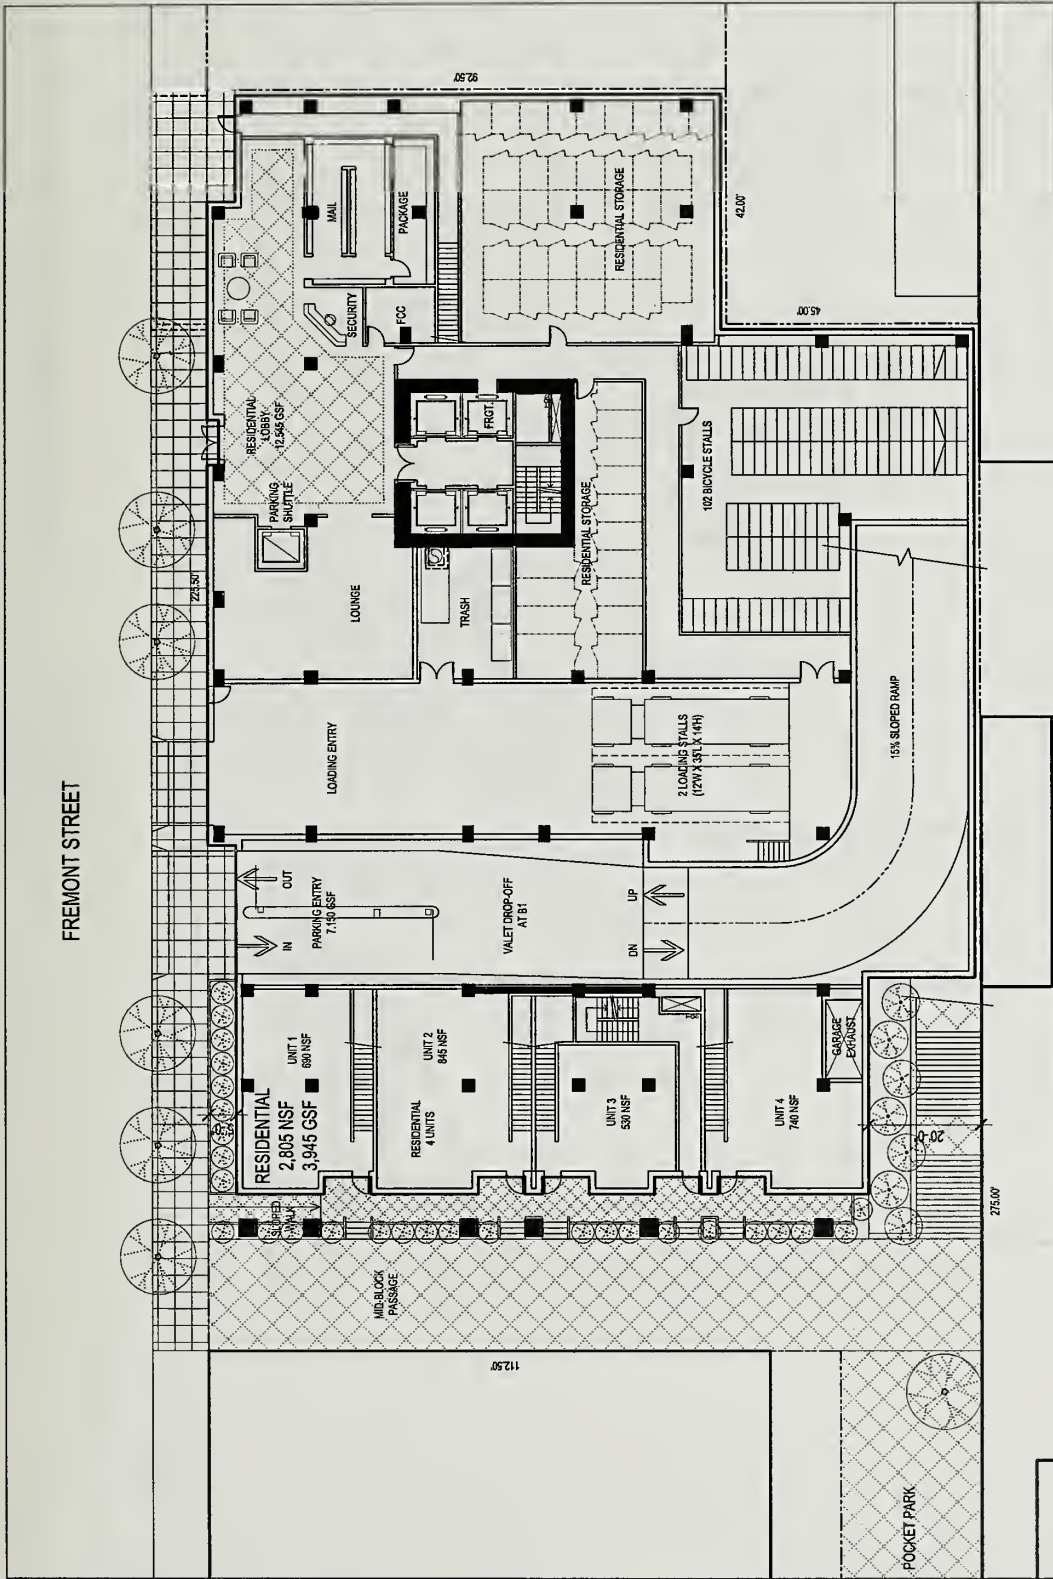 FREMONT STREET
92.50'
MAIL
PACKAGE
SECURITY
FCC
RESIDENTIAL STORAGE
42.00'
45.00'
RESIDENTIAL
LOBBY
12,545 GSF
PARKING
SHUTTLE
FRGT.
225.50'
LOUNGE
TRASH
RESIDENTIAL STORAGE
102 BICYCLE STALLS
LOADING ENTRY
2 LOADING STALLS
(12'W X 35'L X 14'H)
15% SLOPED RAMP
OUT
IN
PARKING ENTRY
7,150 GSF
VALET DROP-OFF
AT B1
UP
DN
UNIT 1
690 NSF
RESIDENTIAL
2,805 NSF
3,945 GSF
UNIT 2
845 NSF
RESIDENTIAL
4 UNITS
UNIT 3
530 NSF
UNIT 4
740 NSF
GARAGE
EXHAUST
20'-0"
275.00'
SLOPED
WALK
MID-BLOCK
PASSAGE
112.50'
POCKET PARK